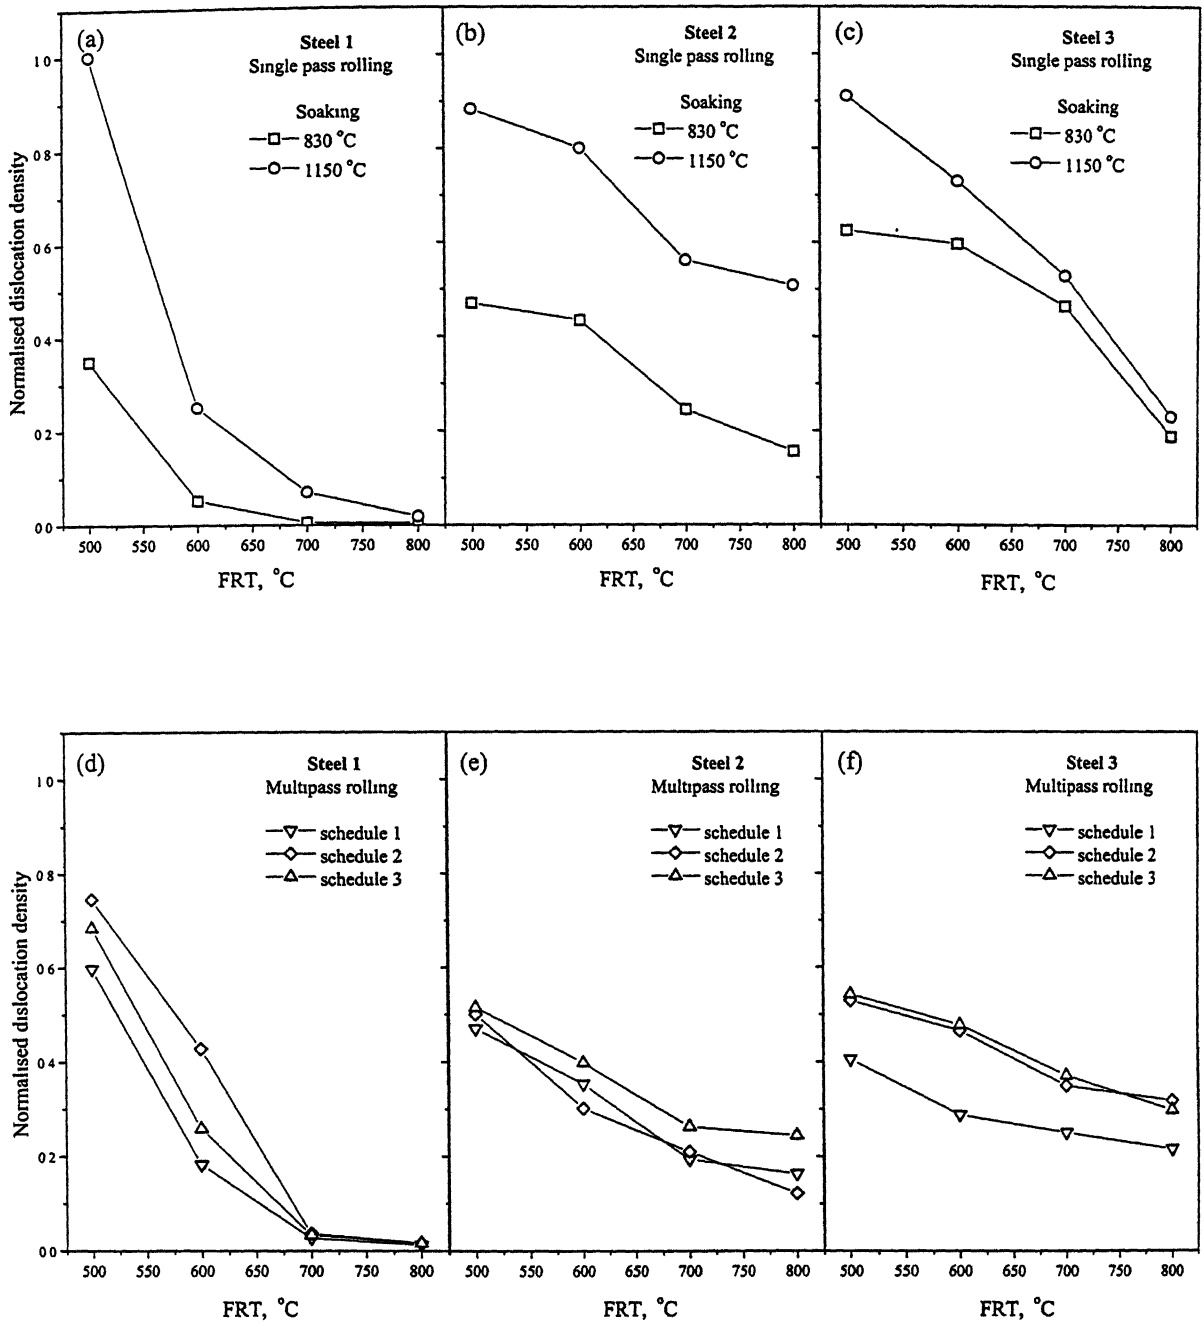 (a)
Steel 1
Single pass rolling
Soaking
830 °C
1150 °C
(b)
Steel 2
Single pass rolling
Soaking
830 °C
1150 °C
(c)
Steel 3
Single pass rolling
Soaking
830 °C
1150 °C
Normalised dislocation density
1 0
0 8
0 6
0 4
0 2
0 0
500 550 600 650 700 750 800
500 550 600 650 700 750 800
500 550 600 650 700 750 800
FRT, °C
FRT, °C
FRT, °C
(d)
Steel 1
Multipass rolling
schedule 1
schedule 2
schedule 3
(e)
Steel 2
Multipass rolling
schedule 1
schedule 2
schedule 3
(f)
Steel 3
Multipass rolling
schedule 1
schedule 2
schedule 3
Normalised dislocation density
1 0
0 8
0 6
0 4
0 2
0 0
500 550 600 650 700 750 800
500 550 600 650 700 750 800
500 550 600 650 700 750 800
FRT, °C
FRT, °C
FRT, °C